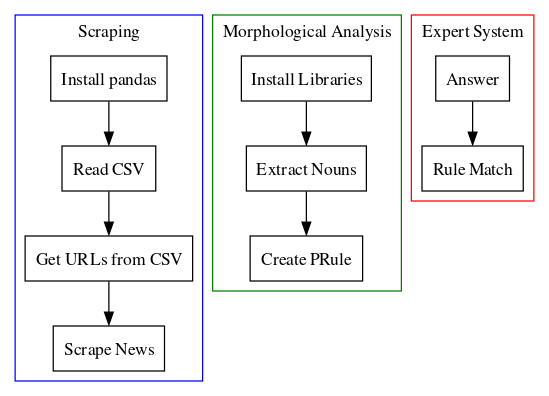 Scraping
Install pandas
Read CSV
Get URLs from CSV
Scrape News
Morphological Analysis
Install Libraries
Extract Nouns
Create PRule
Expert System
Answer
Rule Match